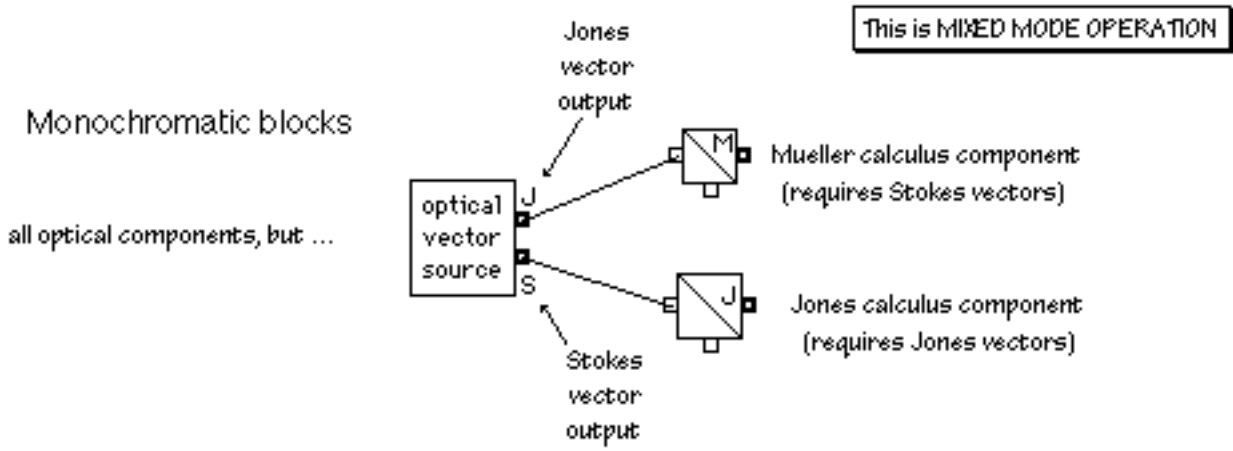 This is MIXED MODE OPERATION
Jones
vector
output
Monochromatic blocks
M
Mueller calculus component
(requires Stokes vectors)
J
optical
vector
source
S
all optical components, but ...
J
Jones calculus component
(requires Jones vectors)
Stokes
vector
output